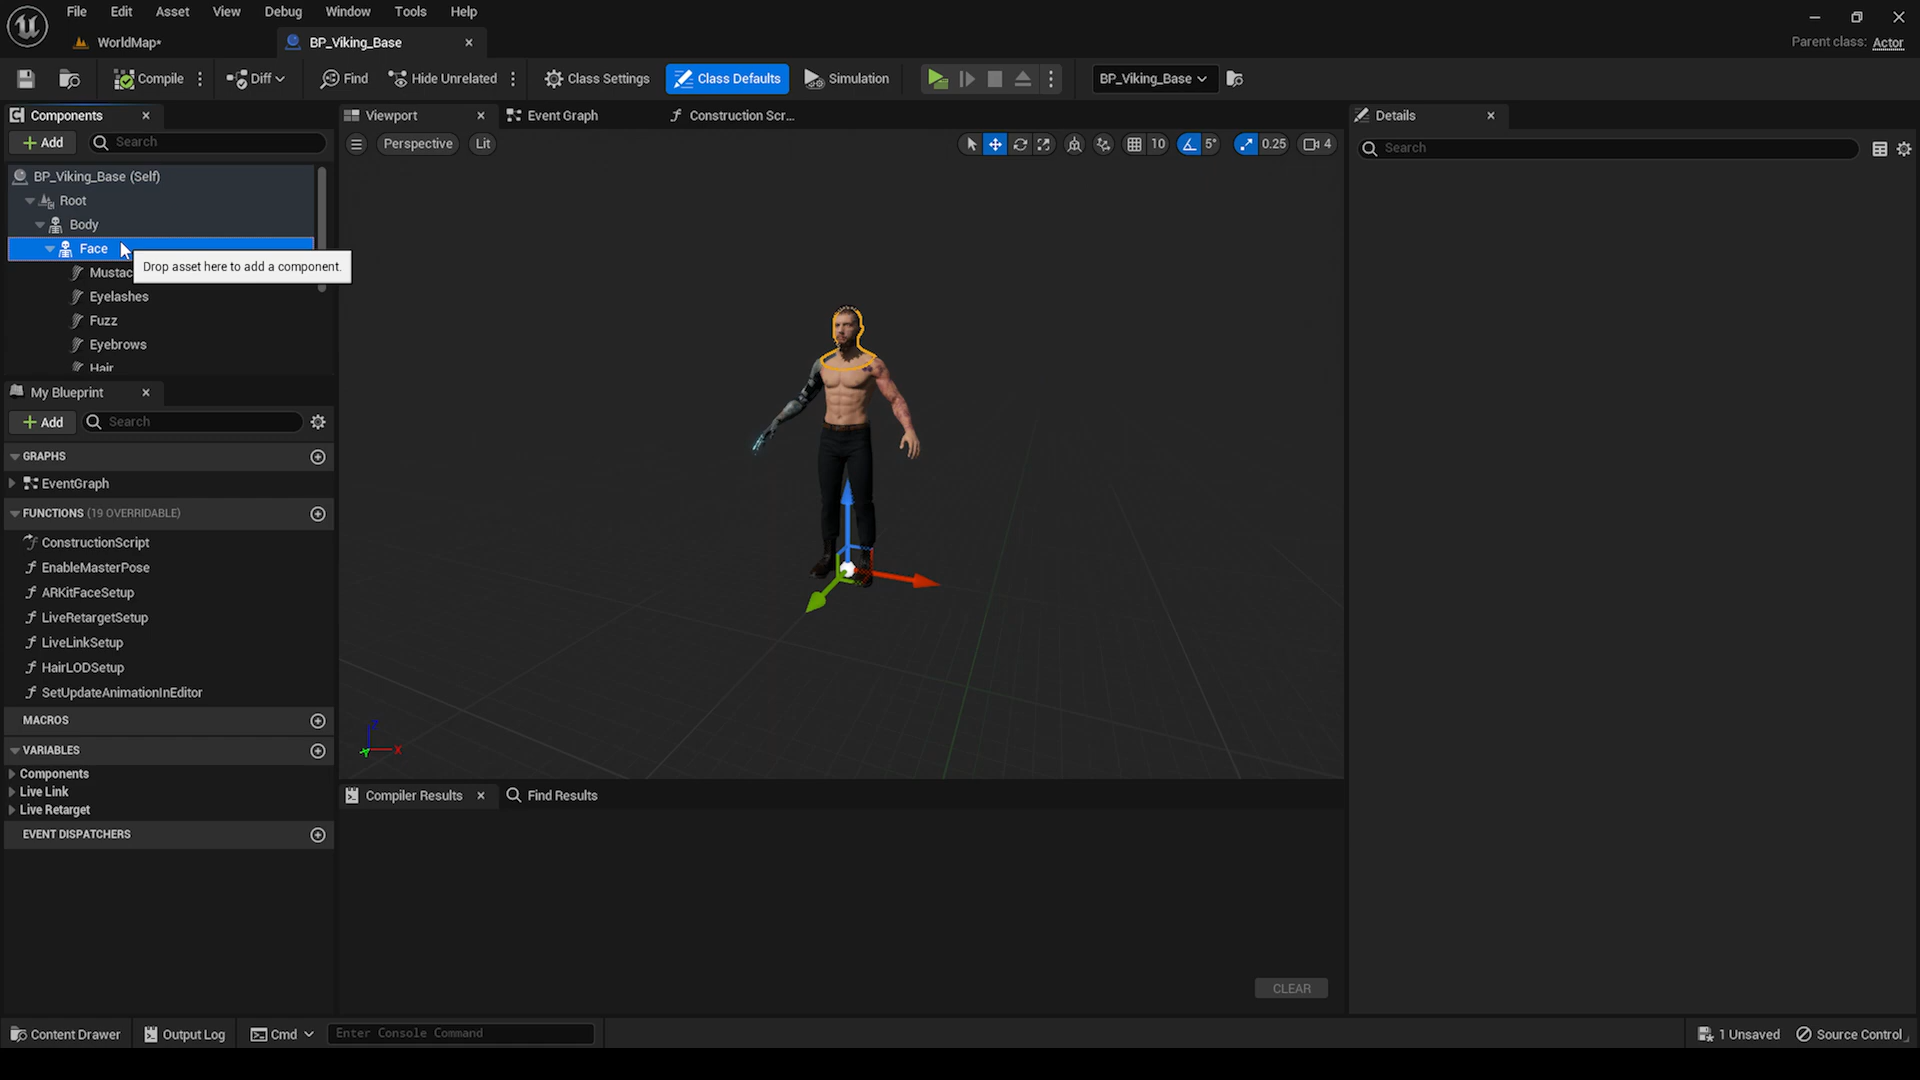 File Edit Asset View Debug Window Tools Help
WorldMap*
BP_Viking_Base
Parent class: Actor
Compile
Diff
Find
Hide Unrelated
Class Settings
Class Defaults
Simulation
BP_Viking_Base
Components
Add
Search
BP_Viking_Base (Self)
Root
Body
Face
Drop asset here to add a component.
Mustac
Eyelashes
Fuzz
Eyebrows
Hair
Viewport
Event Graph
Construction Scr...
Perspective
Lit
10
5°
0.25
4
Z
X
Y
My Blueprint
Add
Search
GRAPHS
EventGraph
FUNCTIONS (19 OVERRIDABLE)
ConstructionScript
EnableMasterPose
ARKitFaceSetup
LiveRetargetSetup
LiveLinkSetup
HairLODSetup
SetUpdateAnimationInEditor
MACROS
VARIABLES
Components
Live Link
Live Retarget
EVENT DISPATCHERS
Compiler Results
Find Results
CLEAR
Details
Search
Content Drawer
Output Log
Cmd
Enter Console Command
1 Unsaved
Source Control